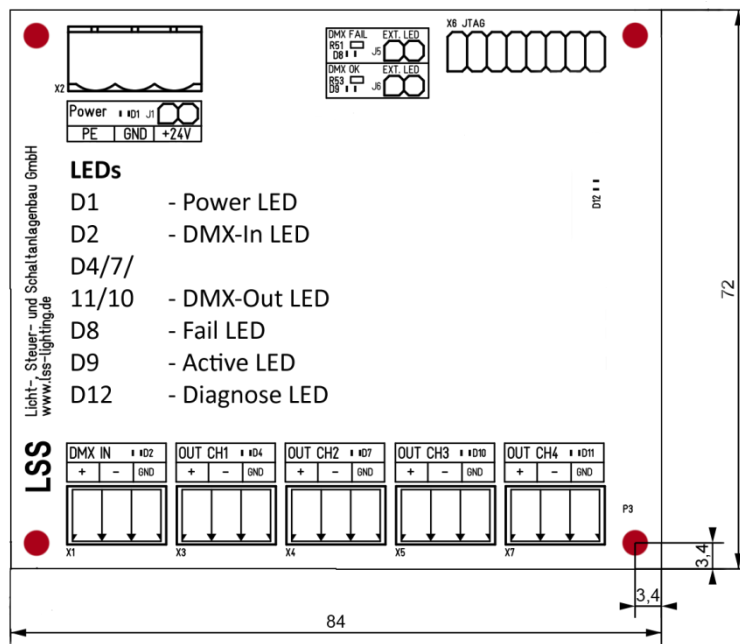 DMX FAIL EXT. LED
R51
D8 J5
DMX OK EXT. LED
R53
D9 J6
X6 JTAG
X2
Power D1 J1
PE GND +24V
LEDs
D1 - Power LED
D2 - DMX-In LED
D4/7/
11/10 - DMX-Out LED
D8 - Fail LED
D9 - Active LED
D12 - Diagnose LED
D12
72
LSS
Licht-, Steuer- und Schaltanlagenbau GmbH
www.lss-lighting.de
DMX IN D2
+ - GND
X1
OUT CH1 D4
+ - GND
X3
OUT CH2 D7
+ - GND
X4
OUT CH3 D10
+ - GND
X5
OUT CH4 D11
+ - GND
X7
P3
3,4
3,4
84